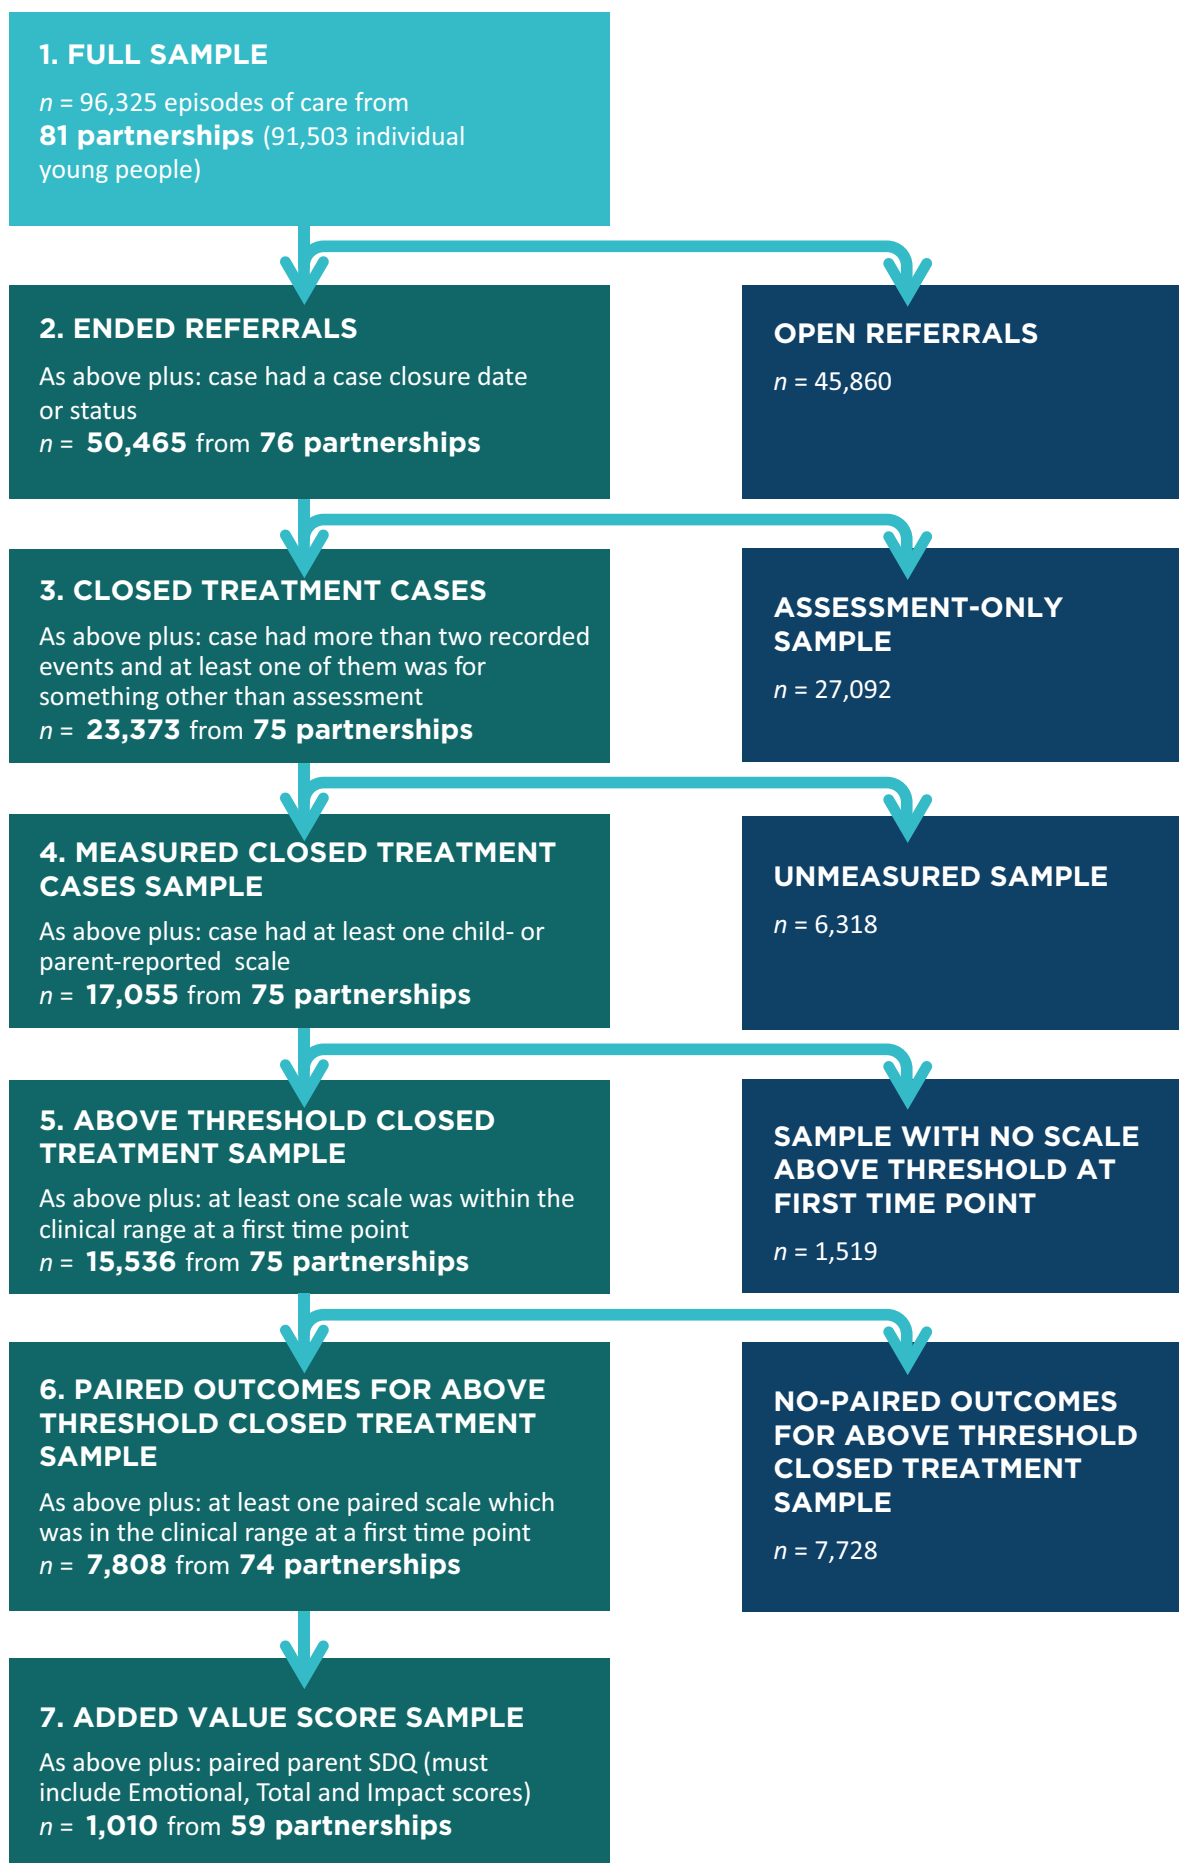 1. FULL SAMPLE
n = 96,325 episodes of care from
81 partnerships (91,503 individual
young people)
2. ENDED REFERRALS
As above plus: case had a case closure date
or status
n = 50,465 from 76 partnerships
OPEN REFERRALS
n = 45,860
3. CLOSED TREATMENT CASES
As above plus: case had more than two recorded
events and at least one of them was for
something other than assessment
n = 23,373 from 75 partnerships
ASSESSMENT-ONLY
SAMPLE
n = 27,092
4. MEASURED CLOSED TREATMENT
CASES SAMPLE
As above plus: case had at least one child- or
parent-reported scale
n = 17,055 from 75 partnerships
UNMEASURED SAMPLE
n = 6,318
5. ABOVE THRESHOLD CLOSED
TREATMENT SAMPLE
As above plus: at least one scale was within the
clinical range at a first time point
n = 15,536 from 75 partnerships
SAMPLE WITH NO SCALE
ABOVE THRESHOLD AT
FIRST TIME POINT
n = 1,519
6. PAIRED OUTCOMES FOR ABOVE
THRESHOLD CLOSED TREATMENT
SAMPLE
As above plus: at least one paired scale which
was in the clinical range at a first time point
n = 7,808 from 74 partnerships
NO-PAIRED OUTCOMES
FOR ABOVE THRESHOLD
CLOSED TREATMENT
SAMPLE
n = 7,728
7. ADDED VALUE SCORE SAMPLE
As above plus: paired parent SDQ (must
include Emotional, Total and Impact scores)
n = 1,010 from 59 partnerships